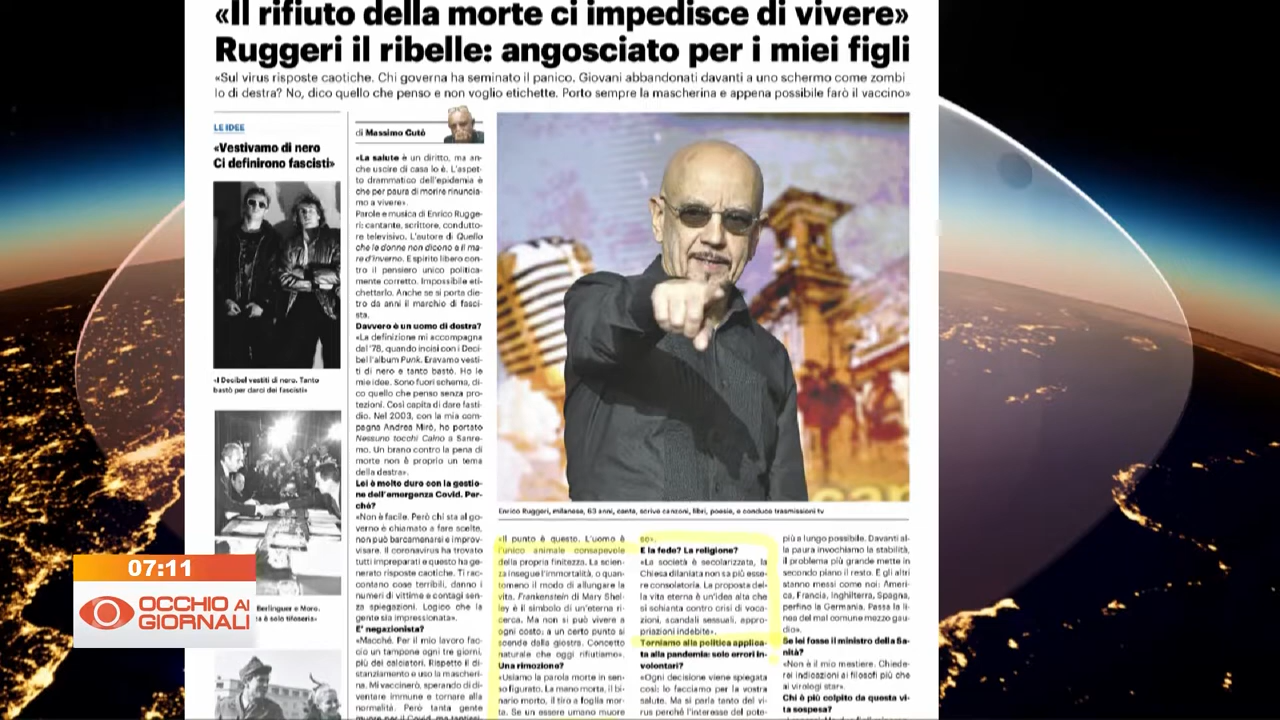 «Il rifiuto della morte ci impedisce di vivere»
Ruggeri il ribelle: angosciato per i miei figli
«Sul virus risposte caotiche. Chi governa ha seminato il panico. Giovani abbandonati davanti a uno schermo come zombi
Io di destra? No, dico quello che penso e non voglio etichette. Porto sempre la mascherina e appena possibile farò il vaccino»
LE IDEE
«Vestivamo di nero
Ci definirono fascisti»
«I Decibel vestiti di nero. Tanto
bastò per darci dei fascisti»
Berlinguer e Moro.
è solo tifoseria»
di Massimo Cutò
«La salute è un diritto, ma an-
che uscire di casa lo è. L'aspet-
to drammatico dell'epidemia è
che per paura di morire rinuncia-
mo a vivere».
Parole e musica di Enrico Rugge-
ri: cantante, scrittore, condutto-
re televisivo. L'autore di Quello
che le donne non dicono e Il ma-
re d'inverno. E spirito libero con-
tro il pensiero unico politica-
mente corretto. Impossibile eti-
chettarlo. Anche se si porta die-
tro da anni il marchio di fasci-
sta.
Davvero è un uomo di destra?
«La definizione mi accompagna
del '78, quando incisi con i Deci-
bel l'album Punk. Eravamo vesti-
ti di nero e tanto bastò. Ho le
mie idee. Sono fuori schema, di-
co quello che penso senza pro-
tezioni. Così capita di dare fasti-
dio. Nel 2003, con la mia com-
pagna Andrea Mirò, ho portato
Nessuno tocchi Caino a Sanre-
mo. Un brano contro la pena di
morte non è proprio un tema
della destra».
Lei è molto duro con la gestio-
ne dell'emergenza Covid. Per-
ché?
«Non è facile. Però chi sta al go-
verno è chiamato a fare scelte,
non può barcamenarsi e improv-
visare. Il coronavirus ha trovato
tutti impreparati e questo ha ge-
nerato risposte caotiche. Ti rac-
contano cose terribili, danno i
numeri di vittime e contagi sen-
za spiegazioni. Logico che la
gente sia impressionata».
E' negazionista?
«Macché. Per il mio lavoro fac-
cio un tampone ogni tre giorni,
più dei calciatori. Rispetto il di-
stanziamento e uso la mascheri-
na. Mi vaccinerò, sperando di di-
ventare immune e tornare alla
normalità. Però tanta gente
muore per il Covid, ma
Enrico Ruggeri, milanese, 63 anni, canta, scrive canzoni, libri, poesie, e conduce trasmissioni tv
«Il punto è questo. L'uomo è
l'unico animale consapevole
della propria finitezza. La scien-
za insegue l'immortalità, o quan-
tomeno il modo di allungare la
vita. Frankenstein di Mary Shel-
ley è il simbolo di un'eterna ri-
cerca. Ma non si può vivere a
ogni costo; a un certo punto si
scende dalla giostra. Concetto
naturale che oggi rifiutiamo».
Una rimozione?
«Usiamo la parola morte in sen-
so figurato. La mano morta, il bi-
nario morto, il tiro a foglia mor-
ta. Se un essere umano muore
so».
E la fede? La religione?
«La società è secolarizzata, la
Chiesa dilaniata non sa più esse-
re consolatoria. La proposta del-
la vita eterna è un'idea alta che
si schianta contro crisi di voca-
zioni, scandali sessuali, appro-
priazioni indebite».
Torniamo alla politica applica-
ta alla pandemia: solo errori in-
volontari?
«Ogni decisione viene spiegata
così: lo facciamo per la vostra
salute. Ma si parla tanto del vi-
rus perché l'interesse del pote-
più a lungo possibile. Davanti al-
la paura invochiamo la stabilità,
il problema più grande mette in
secondo piano il resto. E gli altri
stanno messi come noi: Ameri-
ca, Francia, Inghilterra, Spagna,
perfino la Germania. Passa la li-
nea del mal comune mezzo gau-
dio».
Se lei fosse il ministro della Sa-
nità?
«Non è il mio mestiere. Chiede-
rei indicazioni ai filosofi più che
ai virologi star».
Chi è più colpito da questa vi-
ta sospesa?
07:11
OCCHIO AI
GIORNALI